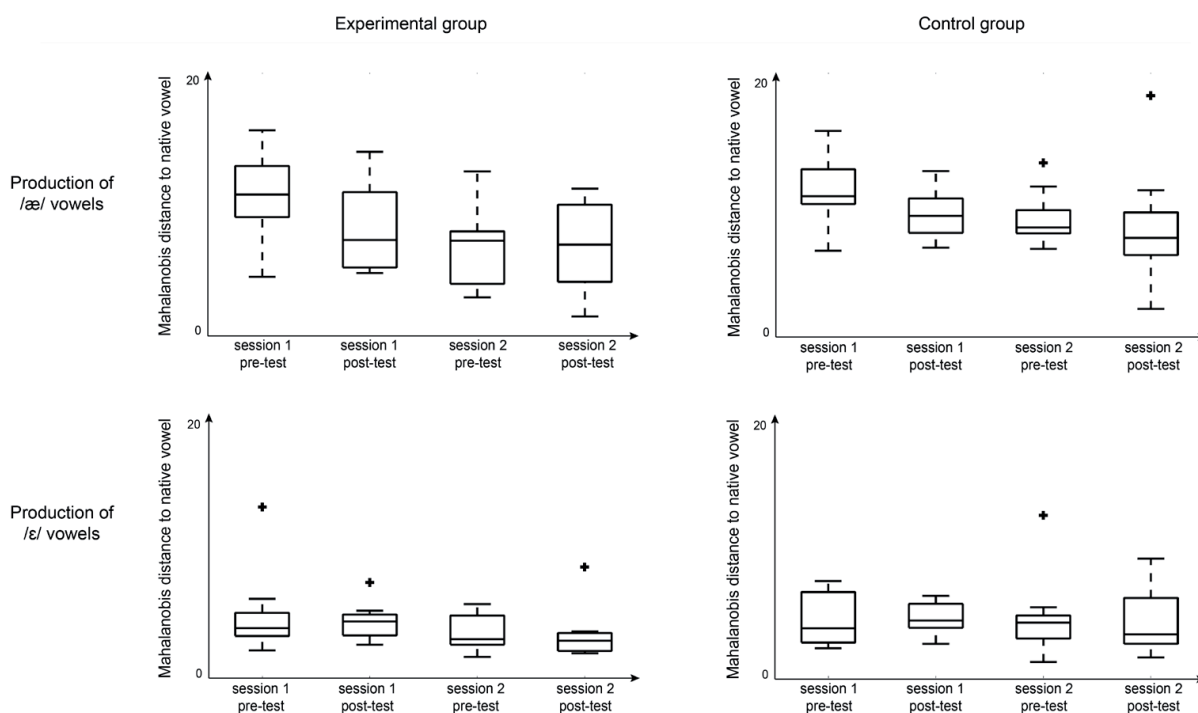 Experimental group
Control group
Production of
/æ/ vowels
Mahalanobis distance to native vowel
20
0
session 1
pre-test
session 1
post-test
session 2
pre-test
session 2
post-test
Mahalanobis distance to native vowel
20
0
session 1
pre-test
session 1
post-test
session 2
pre-test
session 2
post-test
Production of
/ɛ/ vowels
Mahalanobis distance to native vowel
20
0
session 1
pre-test
session 1
post-test
session 2
pre-test
session 2
post-test
Mahalanobis distance to native vowel
20
0
session 1
pre-test
session 1
post-test
session 2
pre-test
session 2
post-test